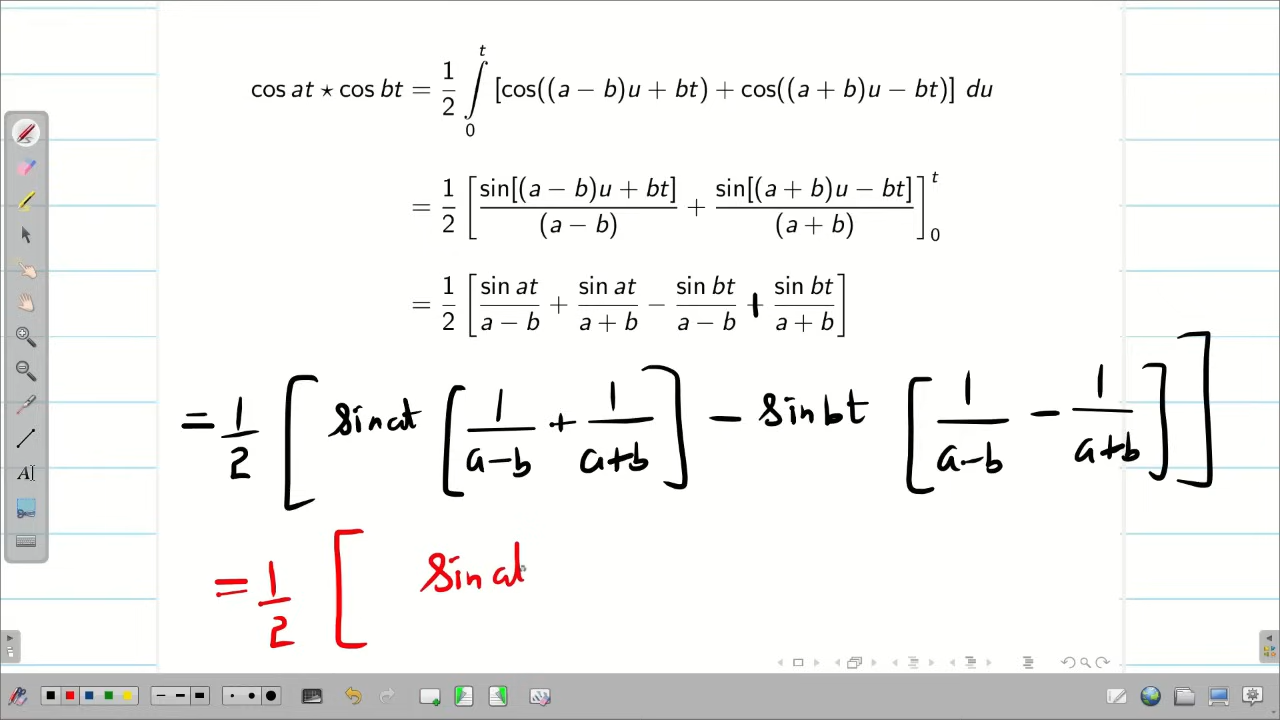 cos at ⋆ cos bt = 1/2 ∫₀ᵗ [cos((a − b)u + bt) + cos((a + b)u − bt)] du
= 1/2 [ sin[(a − b)u + bt]/(a − b) + sin[(a + b)u − bt]/(a + b) ]₀ᵗ
= 1/2 [ sin at/a − b + sin at/a + b − sin bt/a − b + sin bt/a + b ]
= 1/2 [ sin at [ 1/a−b + 1/a+b ] − sin bt [ 1/a−b − 1/a+b ] ]
= 1/2 [ sin at